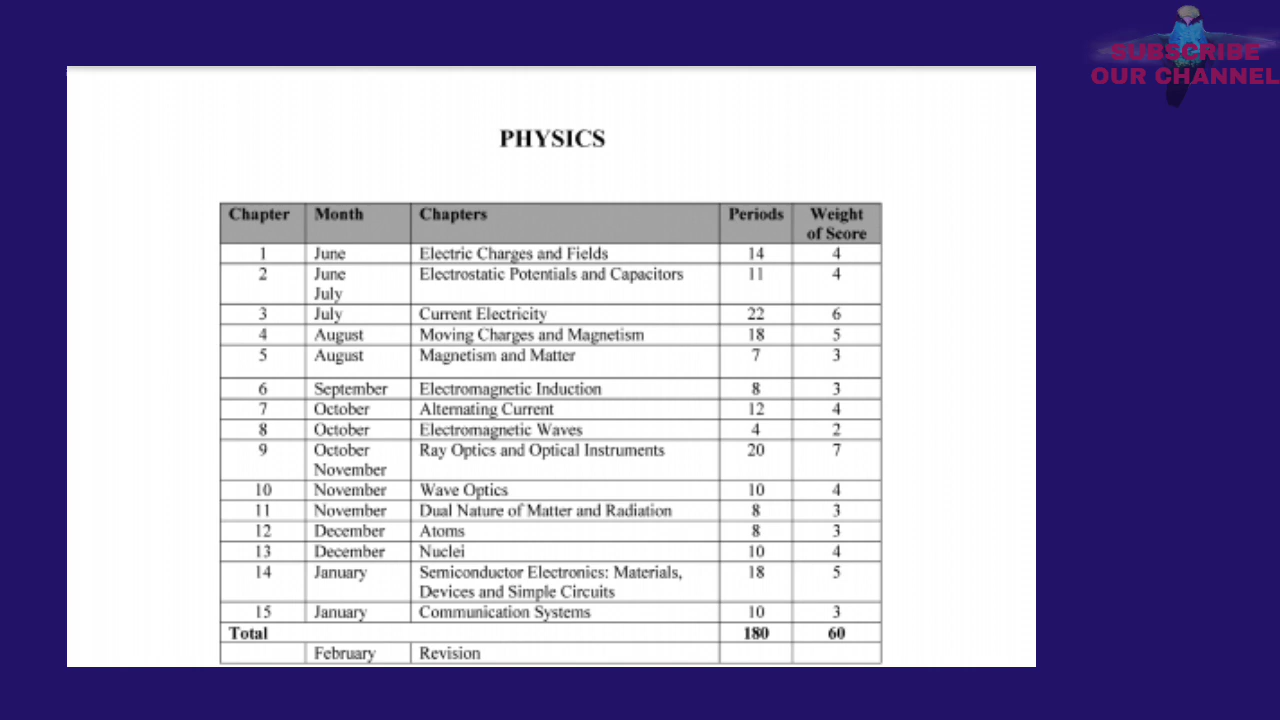 SUBSCRIBE
OUR CHANNEL
PHYSICS
Chapter Month Chapters Periods Weight
of Score
1 June Electric Charges and Fields 14 4
2 June Electrostatic Potentials and Capacitors 11 4
July
3 July Current Electricity 22 6
4 August Moving Charges and Magnetism 18 5
5 August Magnetism and Matter 7 3
6 September Electromagnetic Induction 8 3
7 October Alternating Current 12 4
8 October Electromagnetic Waves 4 2
9 October Ray Optics and Optical Instruments 20 7
November
10 November Wave Optics 10 4
11 November Dual Nature of Matter and Radiation 8 3
12 December Atoms 8 3
13 December Nuclei 10 4
14 January Semiconductor Electronics: Materials, 18 5
Devices and Simple Circuits
15 January Communication Systems 10 3
Total 180 60
February Revision